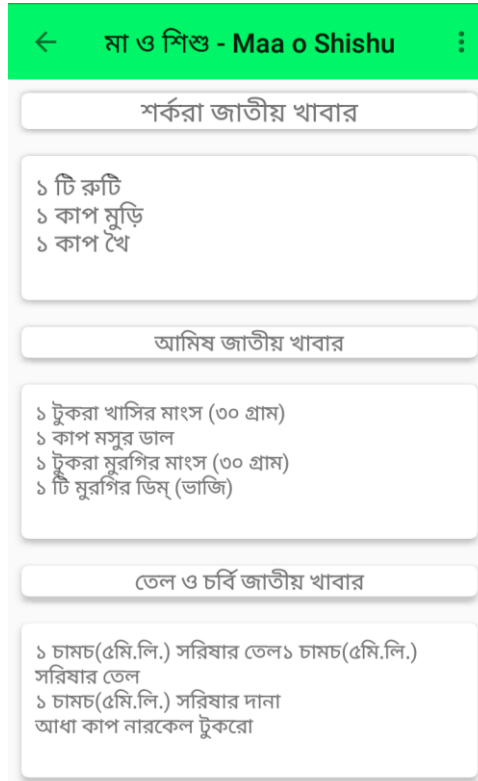 মা ও শিশু - Maa o Shishu
শর্করা জাতীয় খাবার
১ টি রুটি
১ কাপ মুড়ি
১ কাপ খৈ
আমিষ জাতীয় খাবার
১ টুকরা খাসির মাংস (৩০ গ্রাম)
১ কাপ মসুর ডাল
১ টুকরা মুরগির মাংস (৩০ গ্রাম)
১ টি মুরগির ডিম্ (ভাজি)
তেল ও চর্বি জাতীয় খাবার
১ চামচ(৫মি.লি.) সরিষার তেল১ চামচ(৫মি.লি.)
সরিষার তেল
১ চামচ(৫মি.লি.) সরিষার দানা
আধা কাপ নারকেল টুকরো